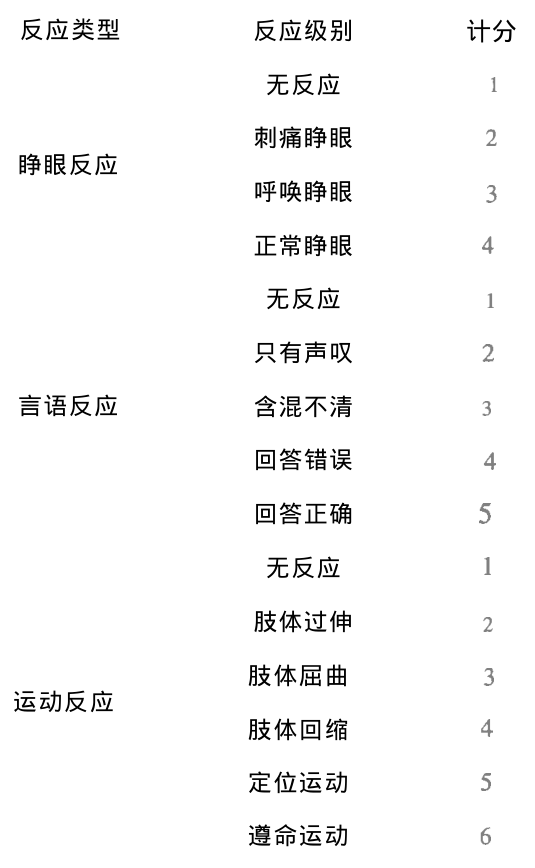 反应类型 反应级别 计分
无反应 1
刺痛睁眼 2
睁眼反应
呼唤睁眼 3
正常睁眼 4
无反应 1
只有声叹 2
言语反应 含混不清 3
回答错误 4
回答正确 5
无反应 1
肢体过伸 2
肢体屈曲 3
运动反应
肢体回缩 4
定位运动 5
遵命运动 6